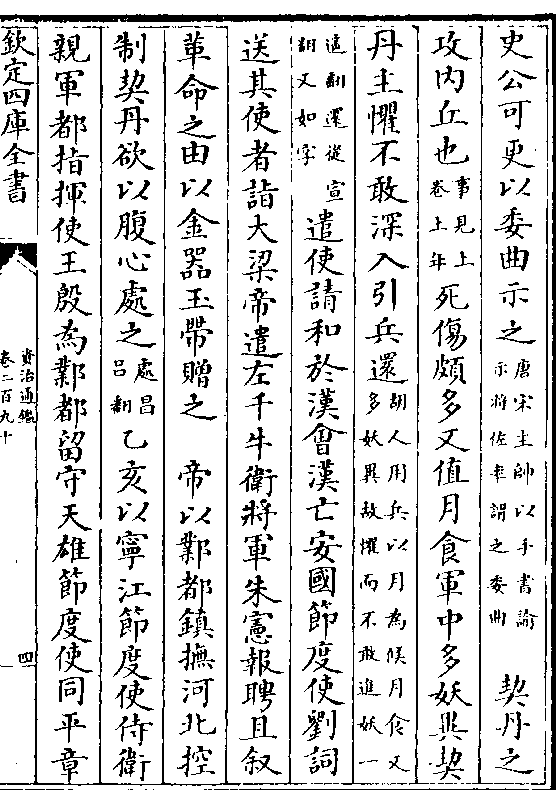 史公可更以委曲示之唐宋主帥以手書諭示將佐率謂之委曲　契丹之
攻内丘也事見上卷上年死傷頗多又值月食軍中多妖異契
丹主懼不敢深入引兵還胡人用兵以月為候月食又多妖異故懼而不敢進妖一
遥翻還從宣胡又如字遣使請和於漢會漢亡安國節度使劉詞
送其使者詣大梁帝遣左千牛衛將軍朱憲報聘且叙
革命之由以金器玉帶贈之　帝以鄴都鎮撫河北控
制契丹欲以腹心處之處昌吕翻乙亥以寧江節度使侍衛
親軍都指揮使王殷為鄴都留守天雄節度使同平章
欽定四庫全書
資治通鑑
卷二百九十
四